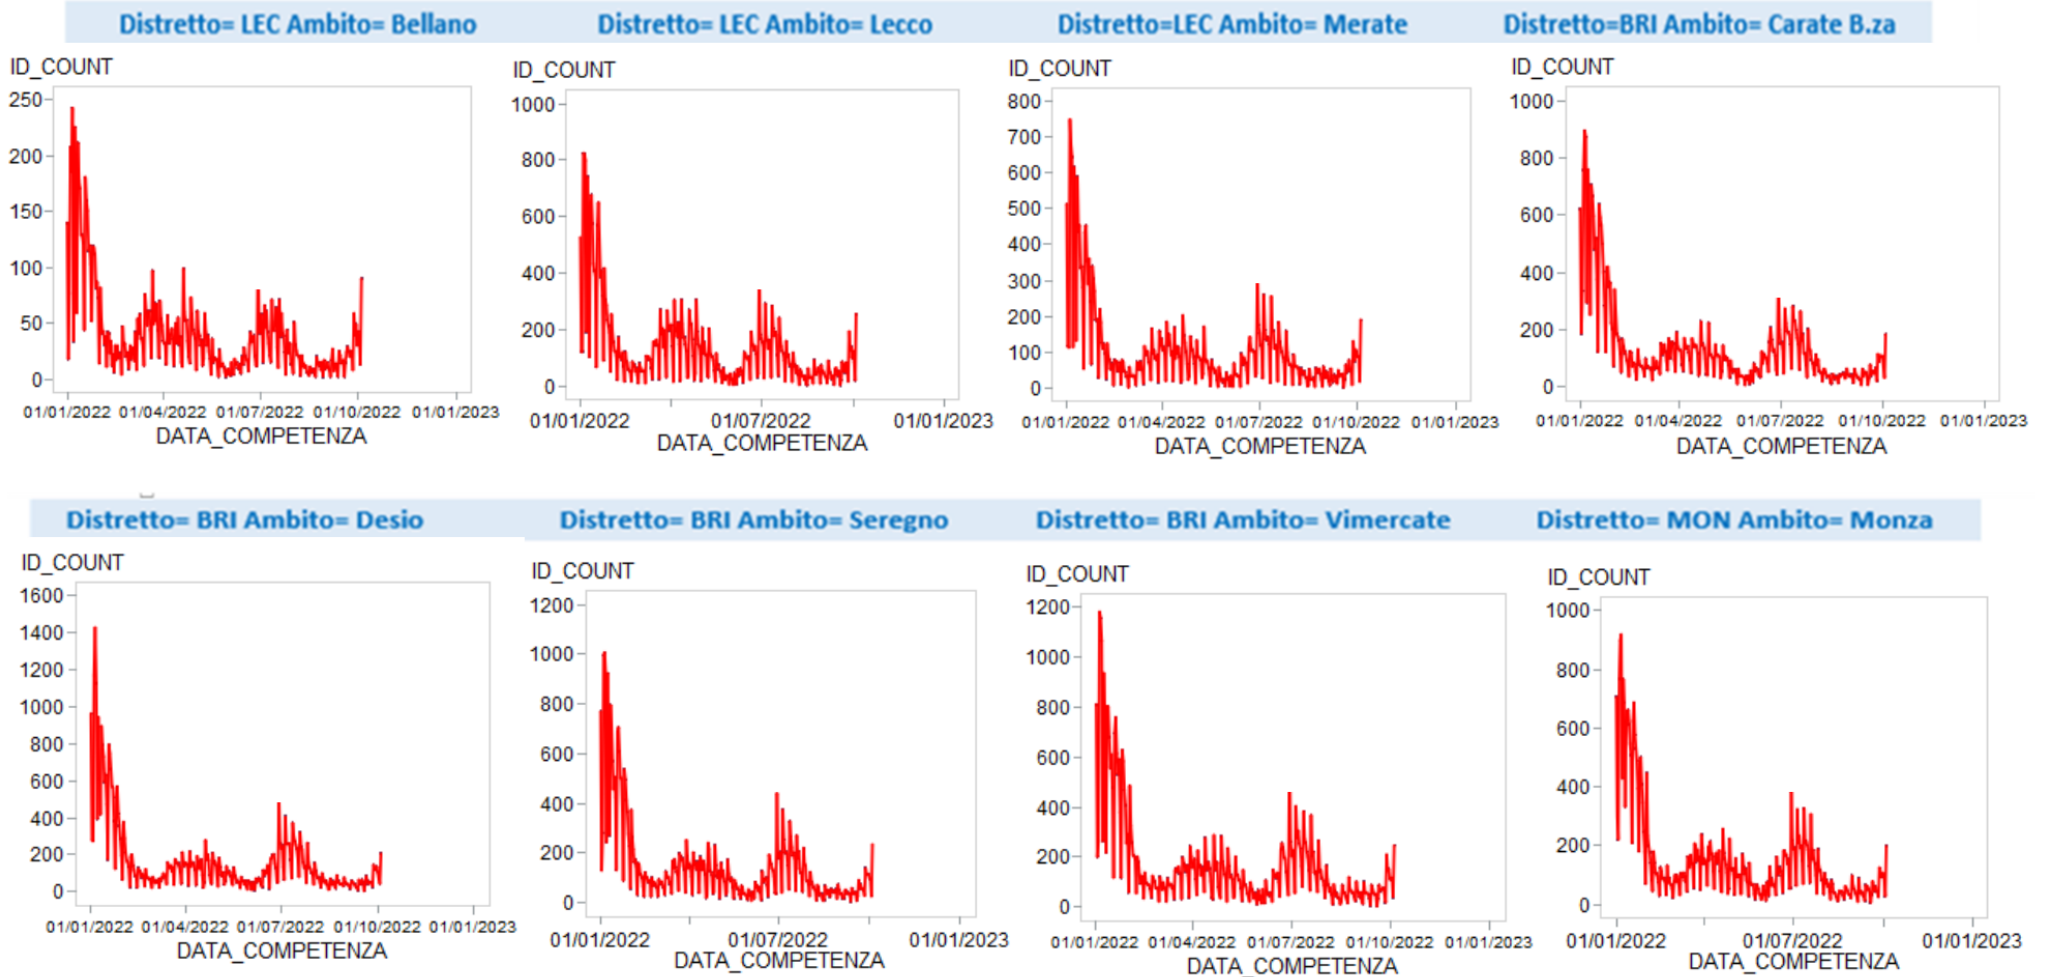 Distretto= LEC Ambito= Bellano
Distretto= LEC Ambito= Lecco
Distretto=LEC Ambito= Merate
Distretto=BRI Ambito= Carate B.za
ID_COUNT
250
200
150
100
50
0
01/01/2022 01/04/2022 01/07/2022 01/10/2022 01/01/2023
DATA_COMPETENZA
ID_COUNT
1000
800
600
400
200
0
01/01/2022 01/07/2022 01/01/2023
DATA_COMPETENZA
ID_COUNT
800
700
600
500
400
300
200
100
0
01/01/2022 01/04/2022 01/07/2022 01/10/2022 01/01/2023
DATA_COMPETENZA
ID_COUNT
1000
800
600
400
200
0
01/01/2022 01/04/2022 01/07/2022 01/10/2022 01/01/2023
DATA_COMPETENZA
Distretto= BRI Ambito= Desio
Distretto= BRI Ambito= Seregno
Distretto= BRI Ambito= Vimercate
Distretto= MON Ambito= Monza
ID_COUNT
1600
1400
1200
1000
800
600
400
200
0
01/01/2022 01/04/2022 01/07/2022 01/10/2022 01/01/2023
DATA_COMPETENZA
ID_COUNT
1200
1000
800
600
400
200
0
01/01/2022 01/07/2022 01/01/2023
DATA_COMPETENZA
ID_COUNT
1200
1000
800
600
400
200
0
01/01/2022 01/04/2022 01/07/2022 01/10/2022 01/01/2023
DATA_COMPETENZA
ID_COUNT
1000
800
600
400
200
0
01/01/2022 01/07/2022 01/01/2023
DATA_COMPETENZA